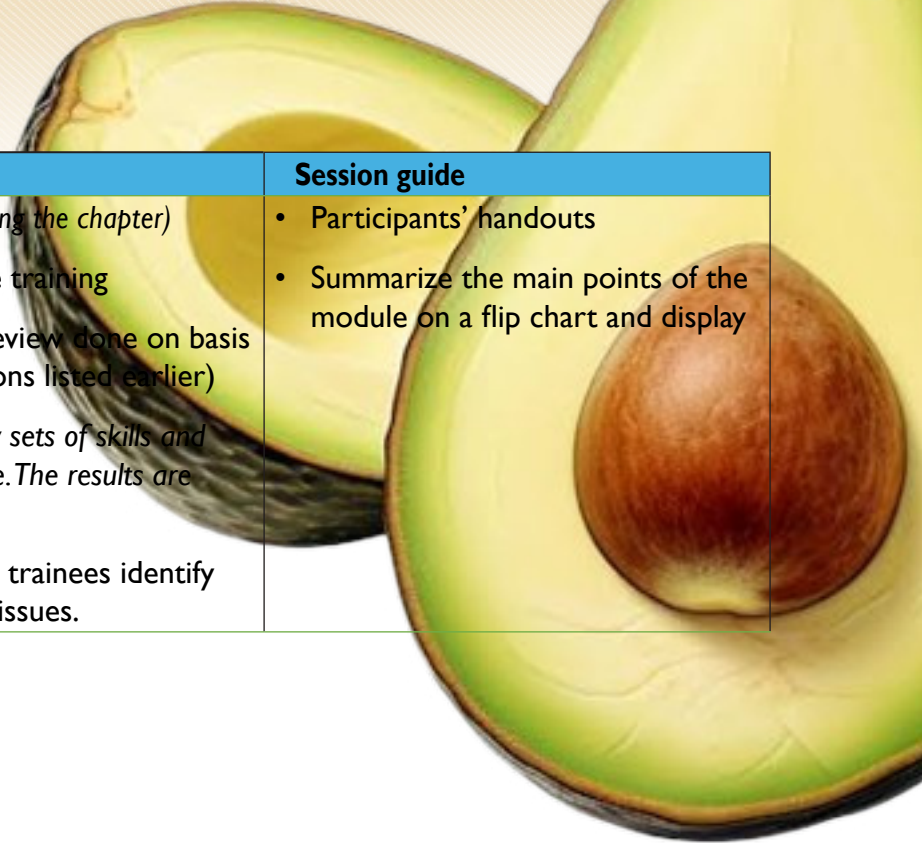 Session guide
ng the chapter)
e training
eview done on basis
ons listed earlier)
sets of skills and
e. The results are
trainees identify
issues.
• Participants’ handouts
• Summarize the main points of the
module on a flip chart and display